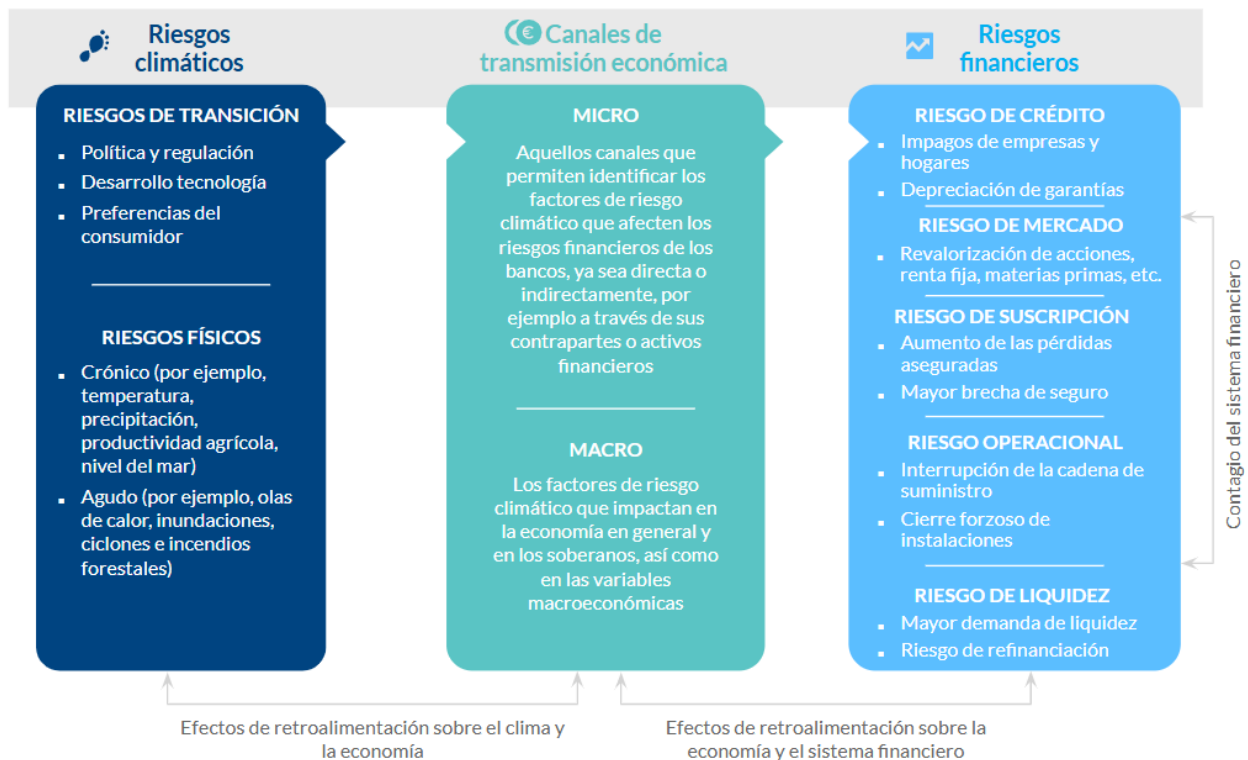 Riesgos
climáticos
Canales de
transmisión económica
Riesgos
financieros
RIESGOS DE TRANSICIÓN
Política y regulación
Desarrollo tecnología
Preferencias del
consumidor
RIESGOS FÍSICOS
Crónico (por ejemplo,
temperatura,
precipitación,
productividad agrícola,
nivel del mar)
Agudo (por ejemplo, olas
de calor, inundaciones,
ciclones e incendios
forestales)
MICRO
Aquellos canales que
permiten identificar los
factores de riesgo
climático que afecten los
riesgos financieros de los
bancos, ya sea directa o
indirectamente, por
ejemplo a través de sus
contrapartes o activos
financieros
MACRO
Los factores de riesgo
climático que impactan en
la economía en general y
en los soberanos, así como
en las variables
macroeconómicas
RIESGO DE CRÉDITO
Impagos de empresas y
hogares
Depreciación de garantías
RIESGO DE MERCADO
Revalorización de acciones,
renta fija, materias primas, etc.
RIESGO DE SUSCRIPCIÓN
Aumento de las pérdidas
aseguradas
Mayor brecha de seguro
RIESGO OPERACIONAL
Interrupción de la cadena de
suministro
Cierre forzoso de
instalaciones
RIESGO DE LIQUIDEZ
Mayor demanda de liquidez
Riesgo de refinanciación
Contagio del sistema financiero
Efectos de retroalimentación sobre el clima y
la economía
Efectos de retroalimentación sobre la
economía y el sistema financiero